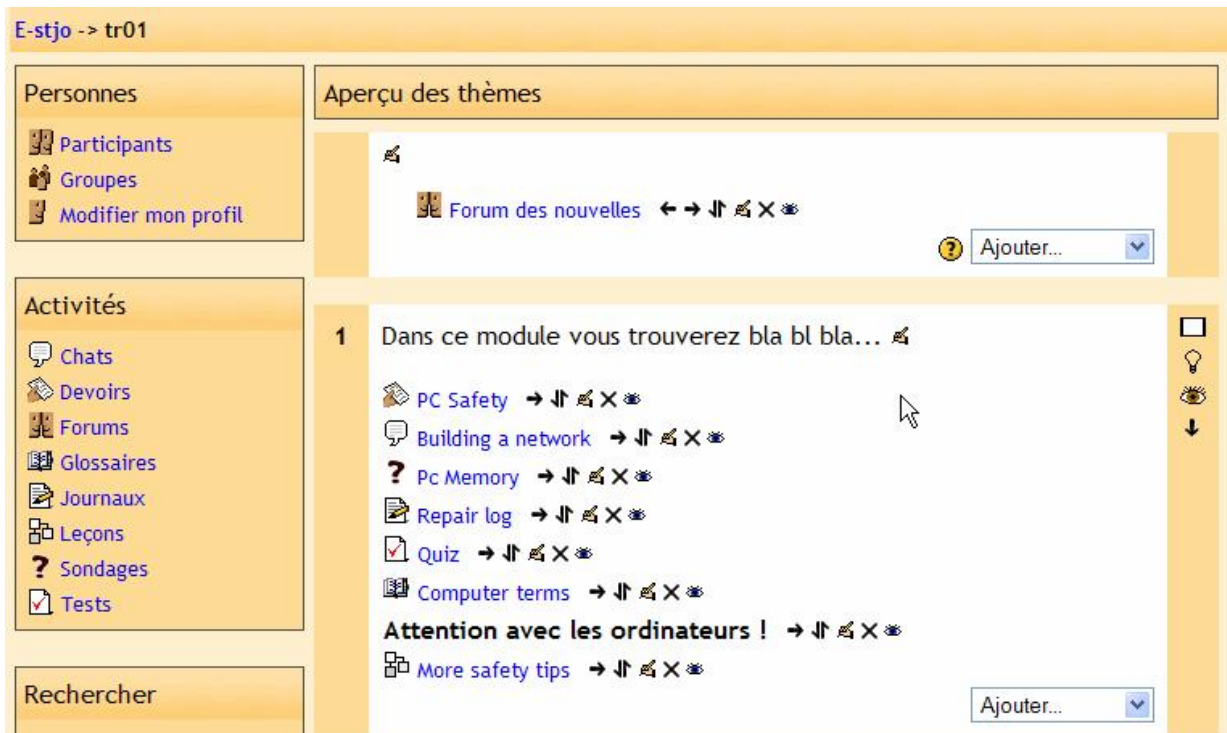 E-stjo -> tr01
Personnes
Participants
Groupes
Modifier mon profil
Activités
Chats
Devoirs
Forums
Glossaires
Journaux
Leçons
Sondages
Tests
Rechercher
Aperçu des thèmes
Forum des nouvelles
Ajouter...
1 Dans ce module vous trouverez bla bl bla...
PC Safety
Building a network
Pc Memory
Repair log
Quiz
Computer terms
Attention avec les ordinateurs !
More safety tips
Ajouter...